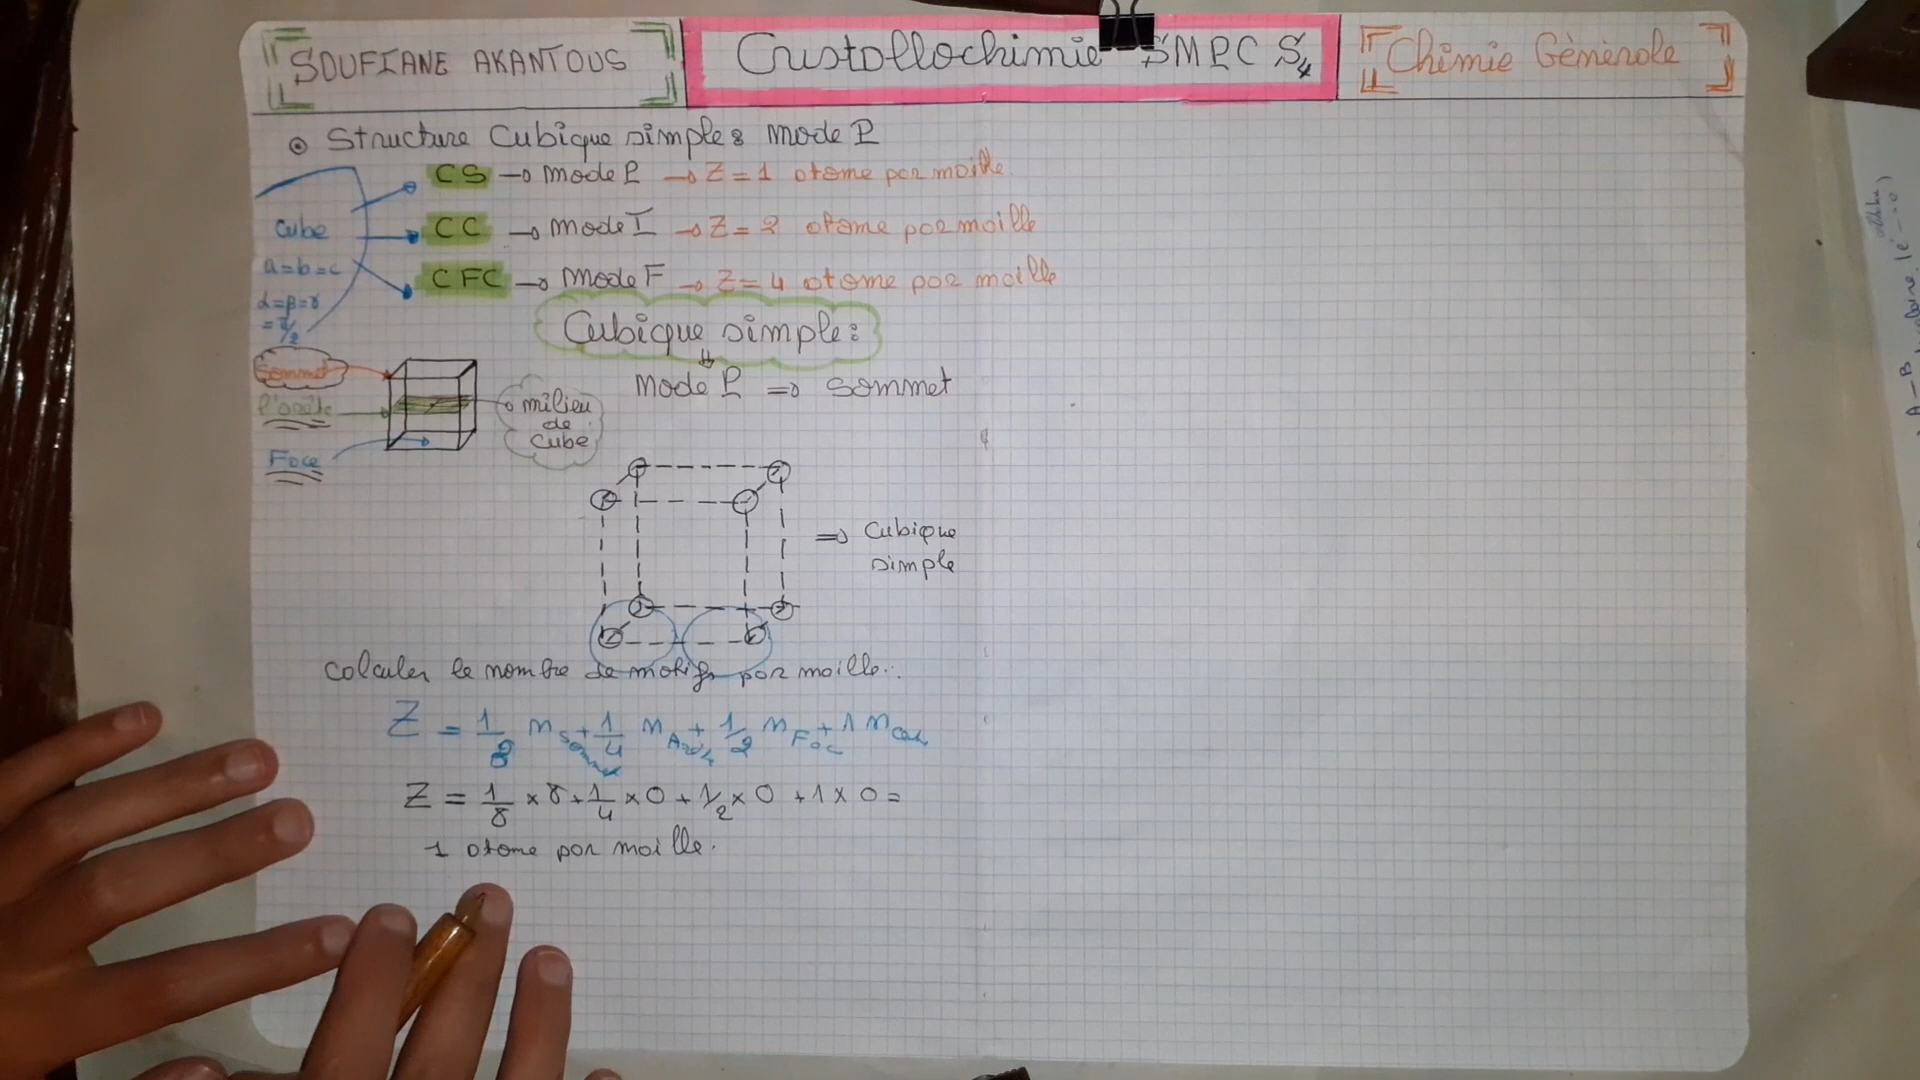 SOUFIANE AKANTOUS
Cristallochimie SMPC S4
Chimie Générale
Structure Cubique simple : mode P
CS → mode P → Z = 1 atome par maille
Cube
CC → mode I → Z = 2 atome par maille
a=b=c
CFC → mode F → Z = 4 atome par maille
α=β=γ
= π/2
Cubique simple :
Sommet
mode P ⇒ Sommet
l'arête
milieu
de
cube
Face
⇒ Cubique
simple
Calculer le nombre de motifs par maille..
Z = 1/8 n Som + 1/4 n + 1/2 n Fac + 1 n
Z = 1/8 × 8 + 1/4 × 0 + 1/2 × 0 + 1 × 0 =
1 atome par maille.
A-B